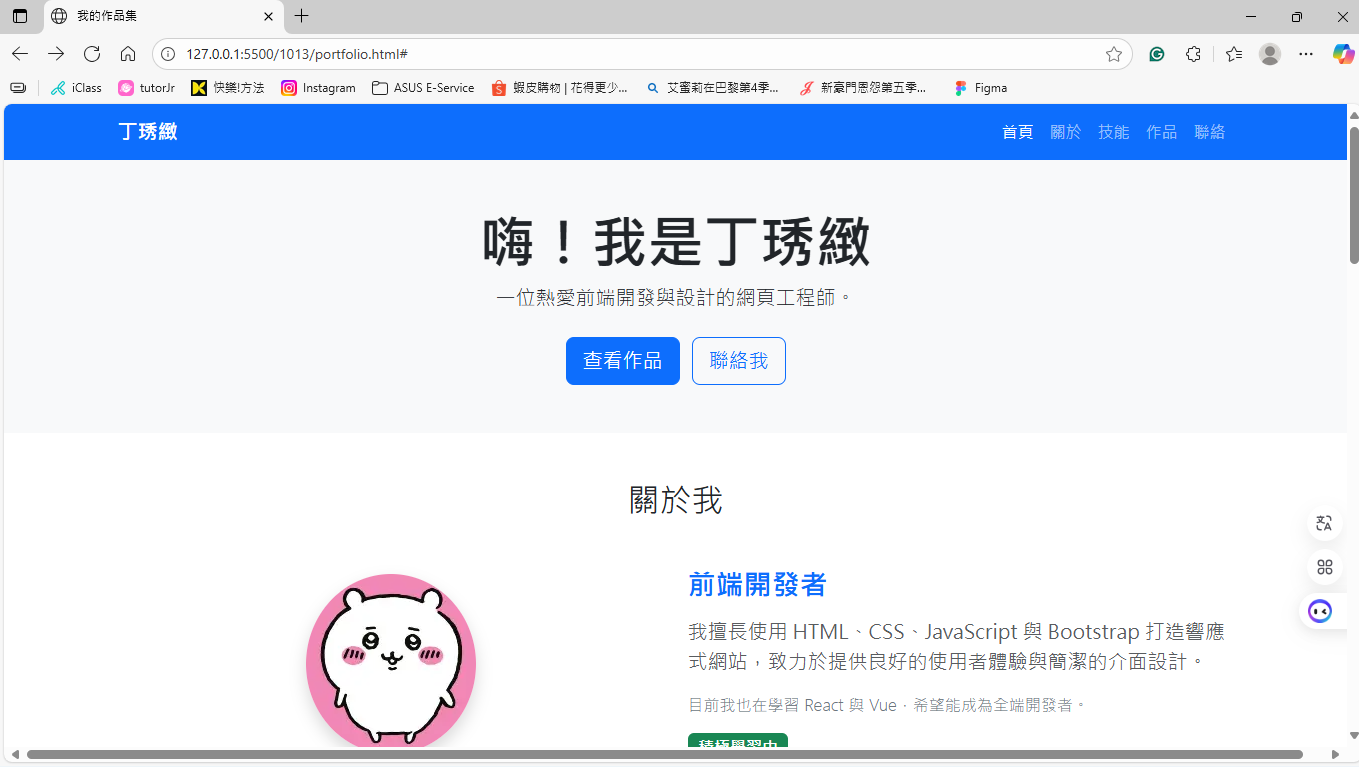 我的作品集
127.0.0.1:5500/1013/portfolio.html#
iClass
tutorJr
快樂!方法
Instagram
ASUS E-Service
蝦皮購物 | 花得更少...
艾蜜莉在巴黎第4季...
新豪門恩怨第五季...
Figma
丁琇緻
首頁 關於 技能 作品 聯絡
嗨！我是丁琇緻
一位熱愛前端開發與設計的網頁工程師。
查看作品 聯絡我
關於我
前端開發者
我擅長使用 HTML、CSS、JavaScript 與 Bootstrap 打造響應
式網站，致力於提供良好的使用者體驗與簡潔的介面設計。
目前我也在學習 React 與 Vue，希望能成為全端開發者。
積極學習中